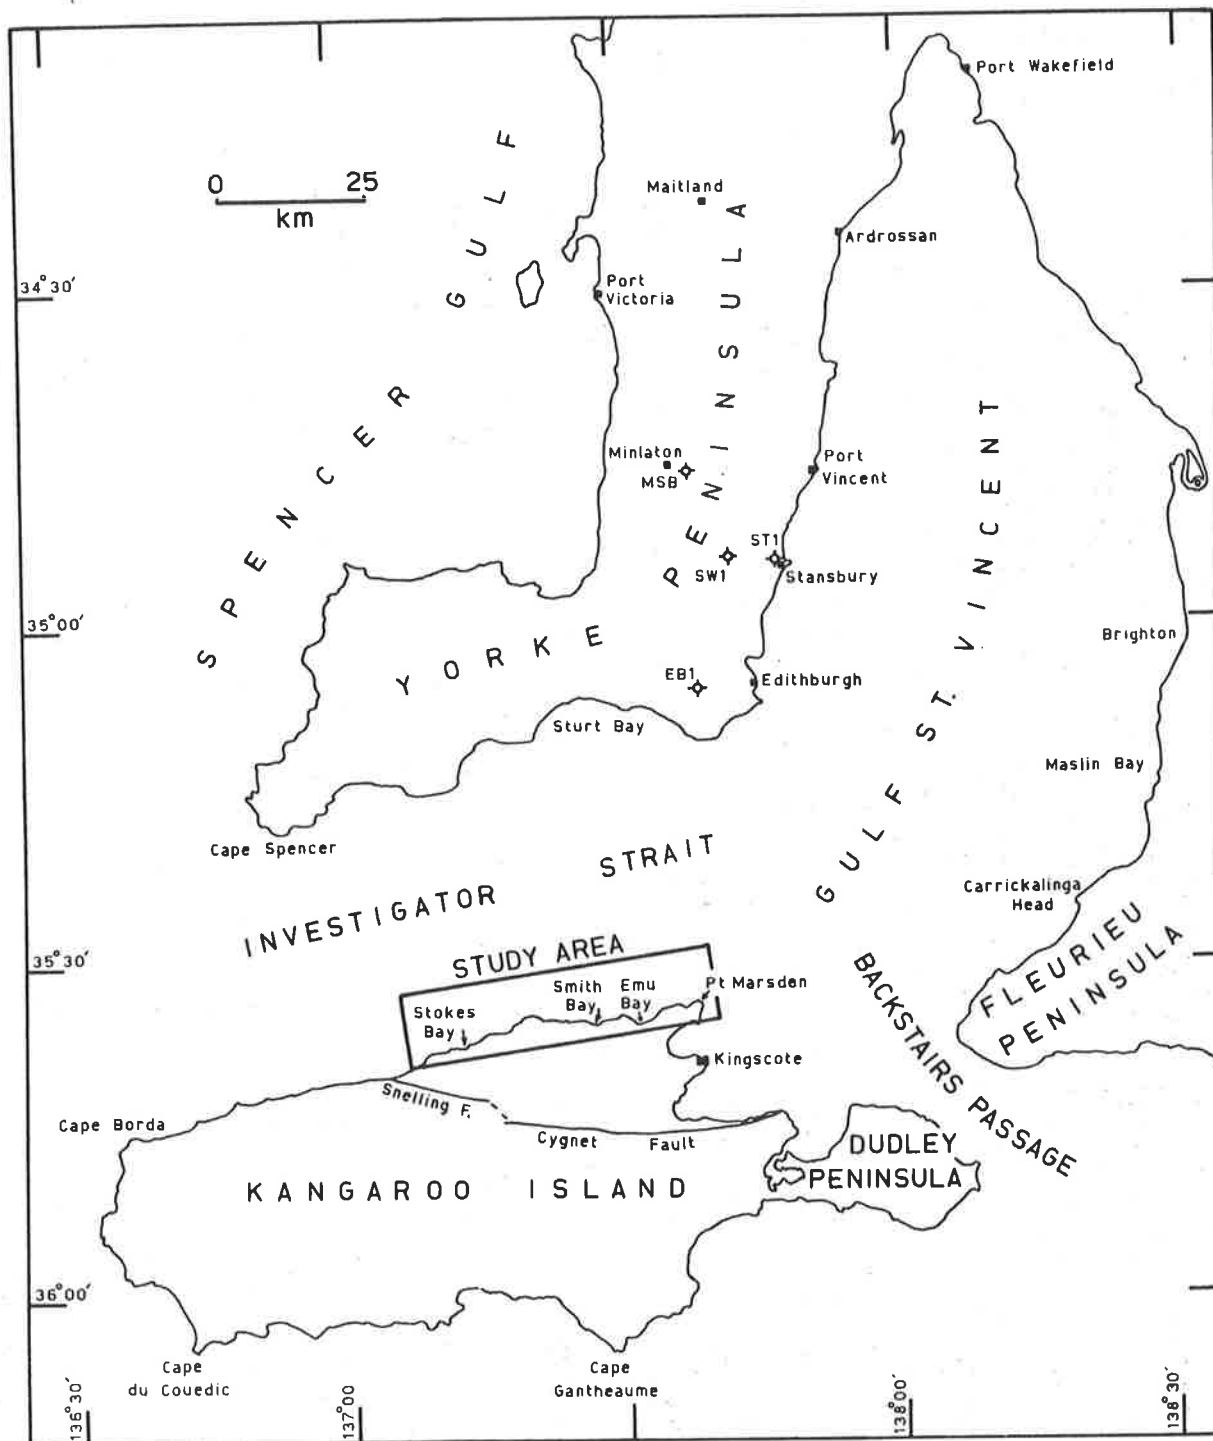 Port Wakefield
SPENCER GULF
0 25
km
Maitland
Ardrossan
34°30′
Port
Victoria
YORKE PENINSULA
Minlaton
MSB
Port
Vincent
GULF ST. VINCENT
ST1
SW1
Stansbury
35°00′
Brighton
EB1
Edithburgh
Sturt Bay
Maslin Bay
Cape Spencer
INVESTIGATOR STRAIT
Carrickalinga
Head
FLEURIEU
PENINSULA
BACKSTAIRS PASSAGE
35°30′
STUDY AREA
Stokes
Bay
Smith
Bay
Emu
Bay
Pt Marsden
Kingscote
Snelling F.
Cape Borda
Cygnet Fault
DUDLEY
PENINSULA
KANGAROO ISLAND
36°00′
Cape
du Couedic
Cape
Gantheaume
136°30′
137°00
138°00′
138°30′